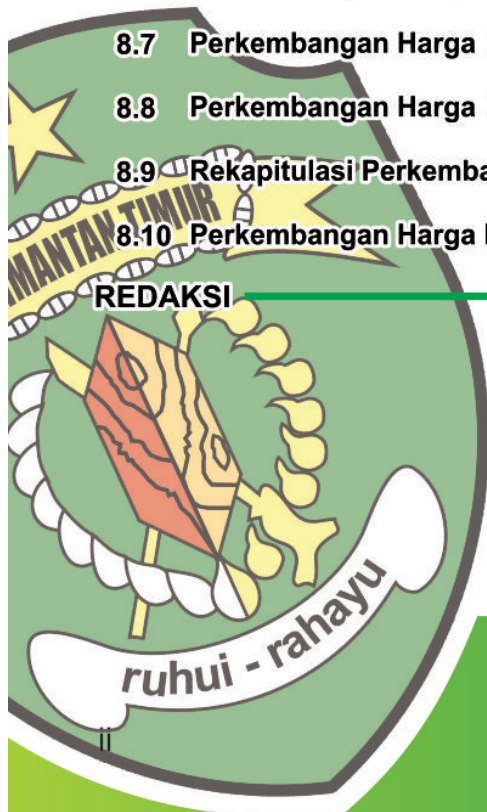 8.7 Perkembangan Harga
8.8 Perkembangan Harga
8.9 Rekapitulasi Perkemba
IMANTAN TIMUR
8.10 Perkembangan Harga
REDAKSI
ruhui - rahayu
ii